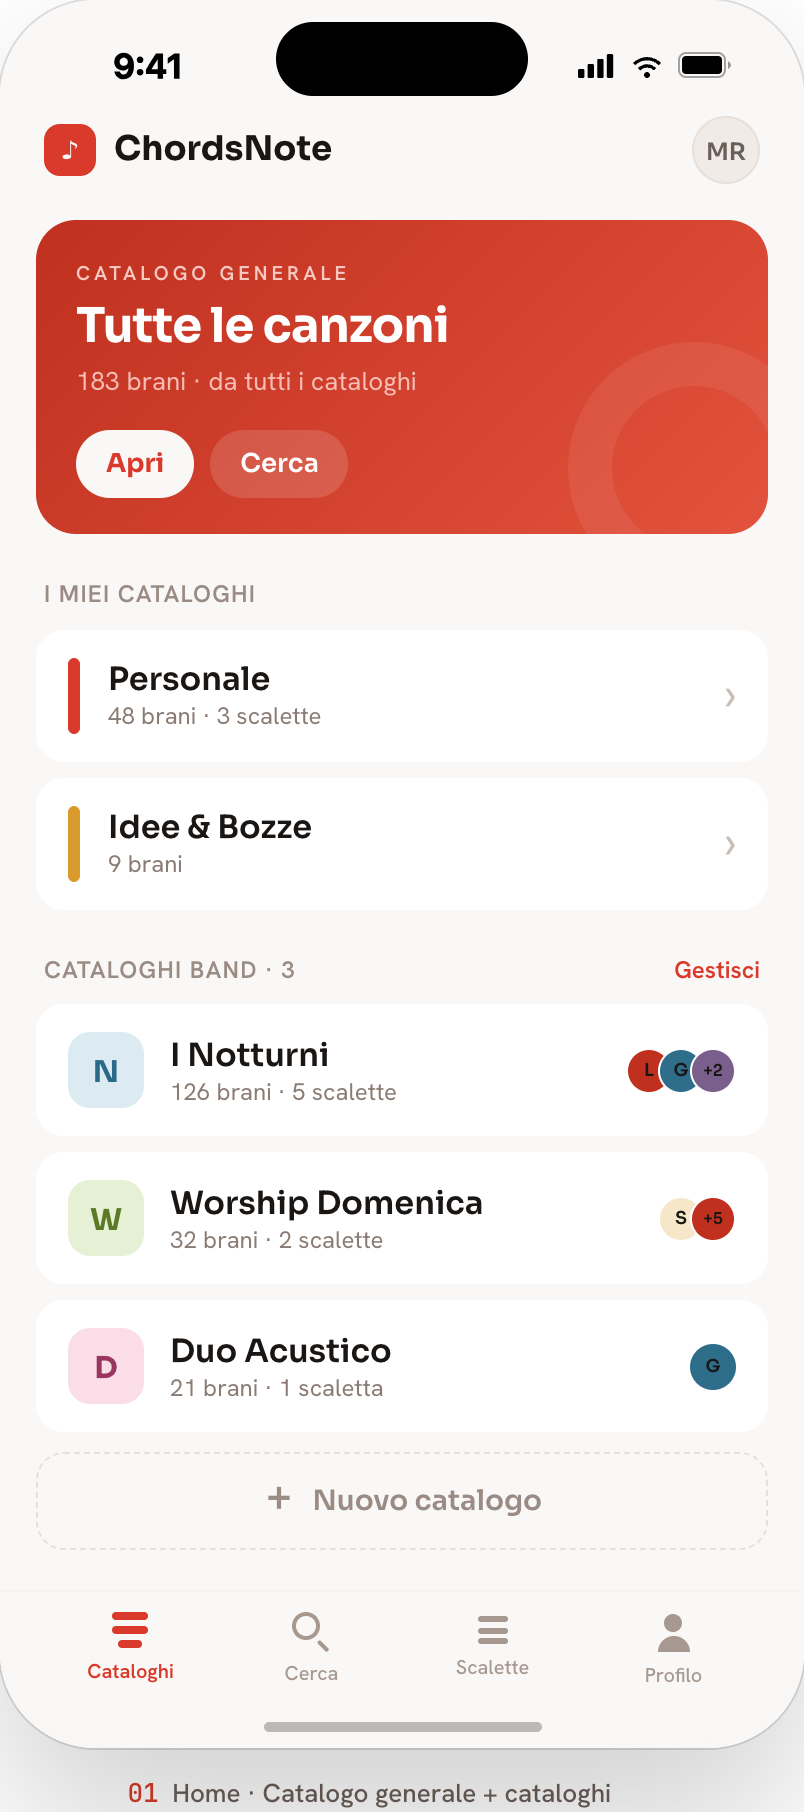 9:41
ChordsNote
MR
CATALOGO GENERALE
Tutte le canzoni
183 brani · da tutti i cataloghi
Apri
Cerca
I MIEI CATALOGHI
Personale
48 brani · 3 scalette
Idee & Bozze
9 brani
CATALOGHI BAND · 3
Gestisci
N
I Notturni
126 brani · 5 scalette
L
G
+2
W
Worship Domenica
32 brani · 2 scalette
S
+5
D
Duo Acustico
21 brani · 1 scaletta
G
+ Nuovo catalogo
Cataloghi
Cerca
Scalette
Profilo
01 Home · Catalogo generale + cataloghi